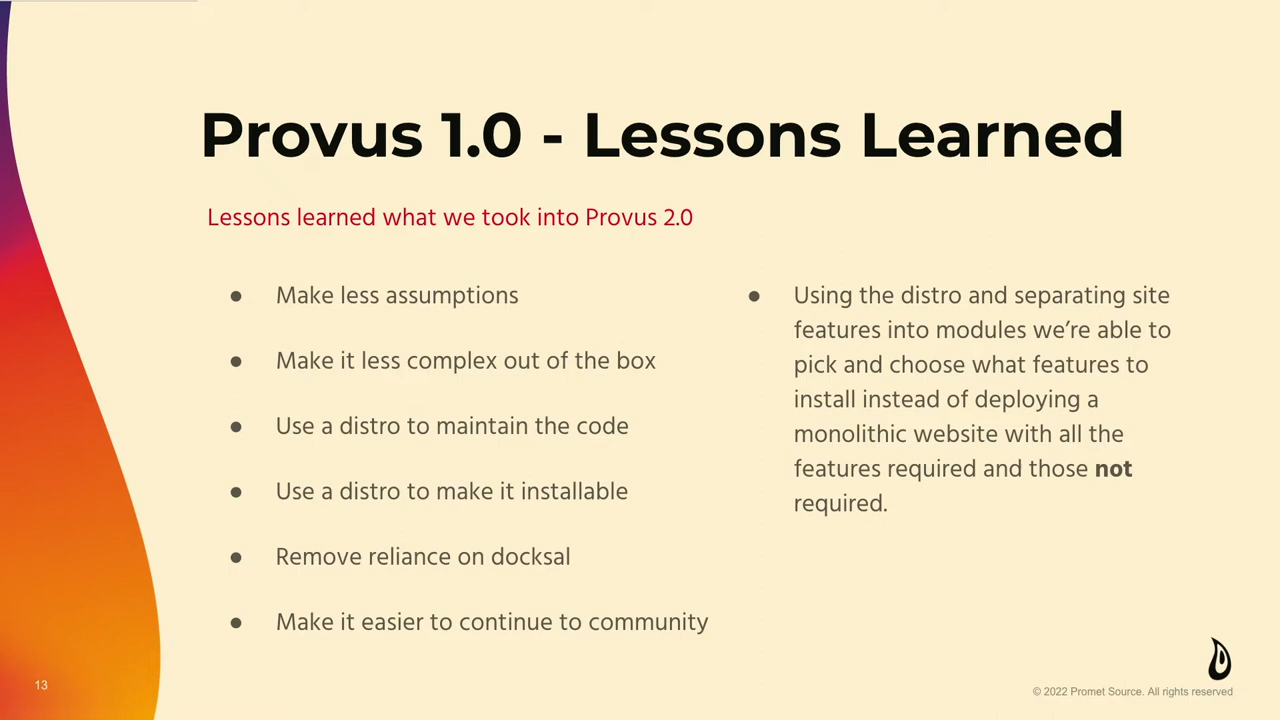 Provus 1.0 - Lessons Learned
Lessons learned what we took into Provus 2.0
● Make less assumptions
● Make it less complex out of the box
● Use a distro to maintain the code
● Use a distro to make it installable
● Remove reliance on docksal
● Make it easier to continue to community
● Using the distro and separating site
features into modules we’re able to
pick and choose what features to
install instead of deploying a
monolithic website with all the
features required and those not
required.
13
© 2022 Promet Source. All rights reserved